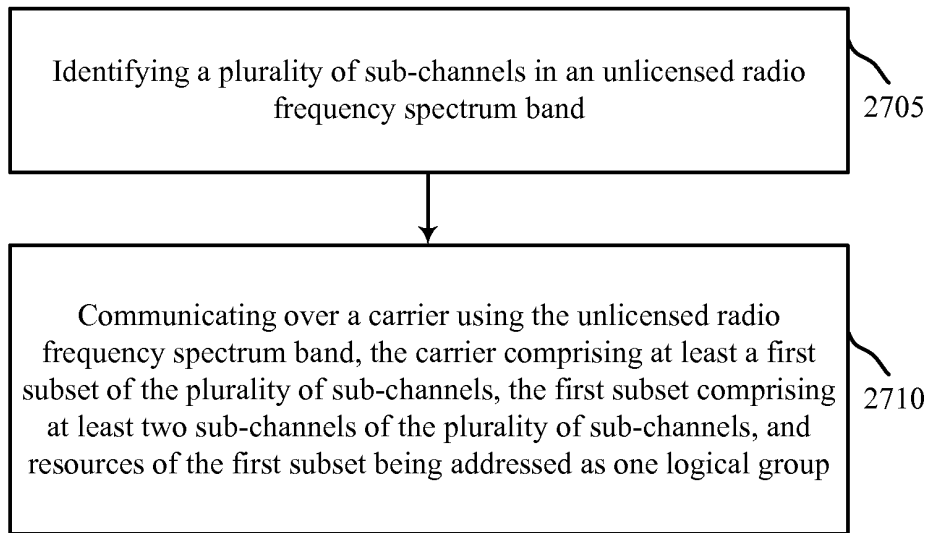 Identifying a plurality of sub-channels in an unlicensed radio
frequency spectrum band
2705
Communicating over a carrier using the unlicensed radio
frequency spectrum band, the carrier comprising at least a first
subset of the plurality of sub-channels, the first subset comprising
at least two sub-channels of the plurality of sub-channels, and
resources of the first subset being addressed as one logical group
2710